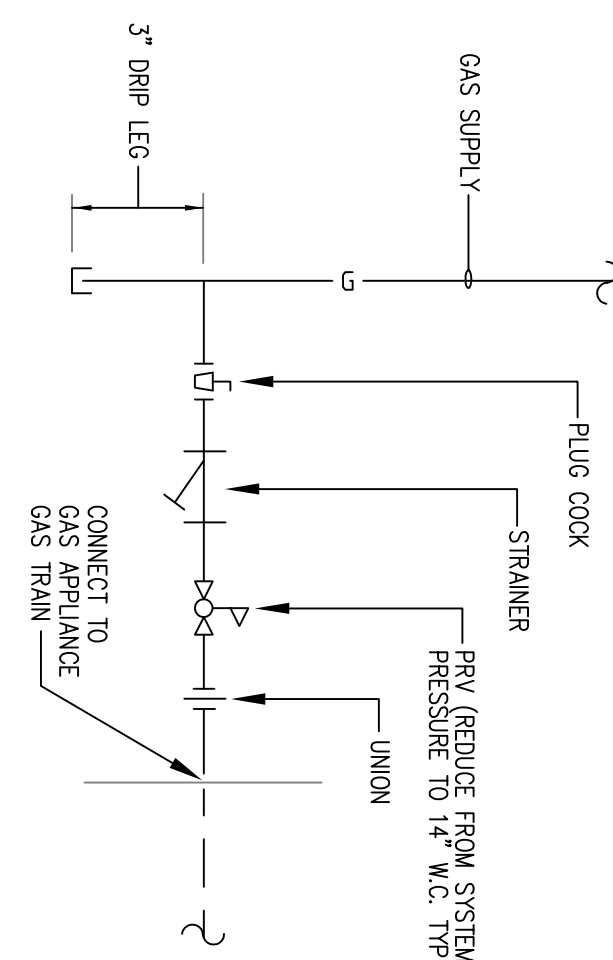 3" DRIP LEG
GAS SUPPLY
G
PLUG COCK
STRAINER
PRV (REDUCE FROM SYSTEM
PRESSURE TO 14" W.C. TYP
UNION
CONNECT TO
GAS APPLIANCE
GAS TRAIN